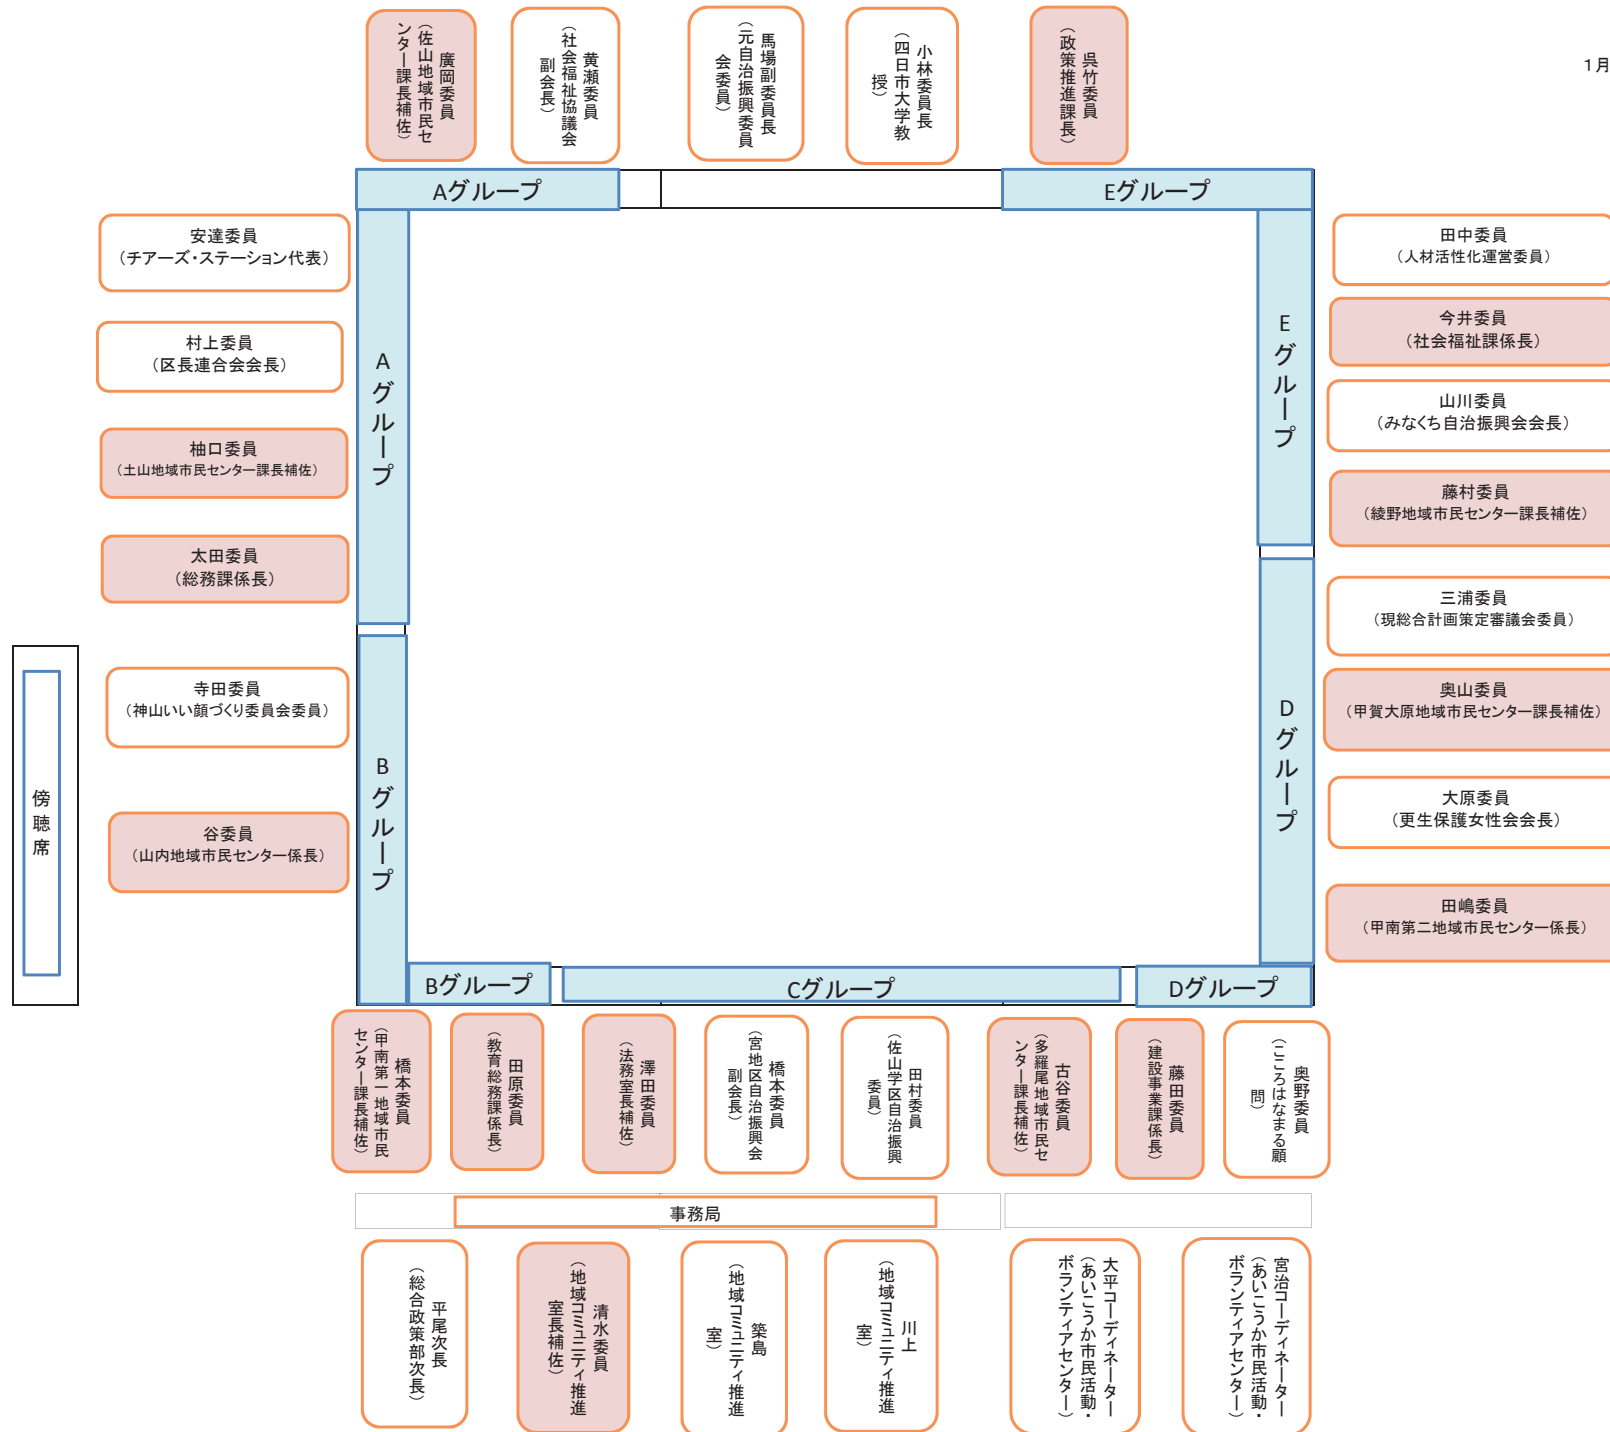 1月
廣岡委員
（佐山地域市民セ
ンター課長補佐）
黄瀬委員
（社会福祉協議会
副会長）
馬場副委員長
（元自治振興委員
会委員）
小林委員長
（四日市大学教
授）
呉竹委員
（政策推進課長）
Aグループ
Eグループ
安達委員
（チアーズ・ステーション代表）
村上委員
（区長連合会会長）
柚口委員
（土山地域市民センター課長補佐）
太田委員
（総務課係長）
寺田委員
（神山いい顔づくり委員会委員）
谷委員
（山内地域市民センター係長）
傍聴席
Aグループ
Bグループ
Eグループ
Dグループ
田中委員
（人材活性化運営委員）
今井委員
（社会福祉課係長）
山川委員
（みなくち自治振興会会長）
藤村委員
（綾野地域市民センター課長補佐）
三浦委員
（現総合計画策定審議会委員）
奥山委員
（甲賀大原地域市民センター課長補佐）
大原委員
（更生保護女性会会長）
田嶋委員
（甲南第二地域市民センター係長）
Bグループ
Cグループ
Dグループ
橋本委員
（甲南第一地域市民
センター課長補佐）
田原委員
（教育総務課係長）
澤田委員
（法務室長補佐）
橋本委員
（宮地区自治振興会
副会長）
田村委員
（佐山学区自治振興
委員）
古谷委員
（多羅尾地域市民セ
ンター課長補佐）
藤田委員
（建設事業課係長）
奥野委員
（こころはなまる顧
問）
事務局
平尾次長
（総合政策部次長）
清水委員
（地域コミュニティ推進
室長補佐）
築島
（地域コミュニティ推進
室）
川上
（地域コミュニティ推進
室）
大平コーディネーター
（あいこうか市民活動・
ボランティアセンター）
宮治コーディネーター
（あいこうか市民活動・
ボランティアセンター）